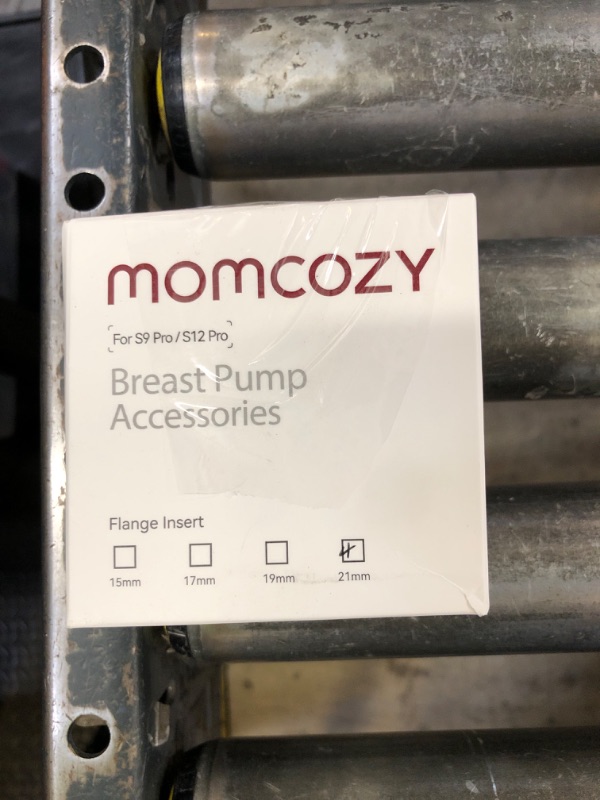 momcozy
For S9 Pro / S12 Pro
Breast Pump
Accessories
Flange Insert
15mm 17mm 19mm 21mm